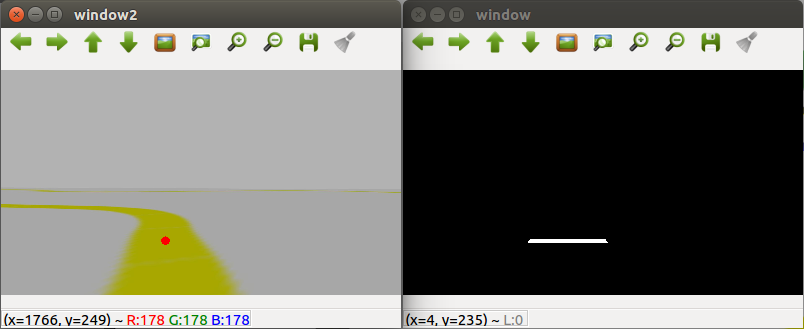 window2
window
(x=1766, y=249) ~ R:178 G:178 B:178
(x=4, y=235) ~ L:0